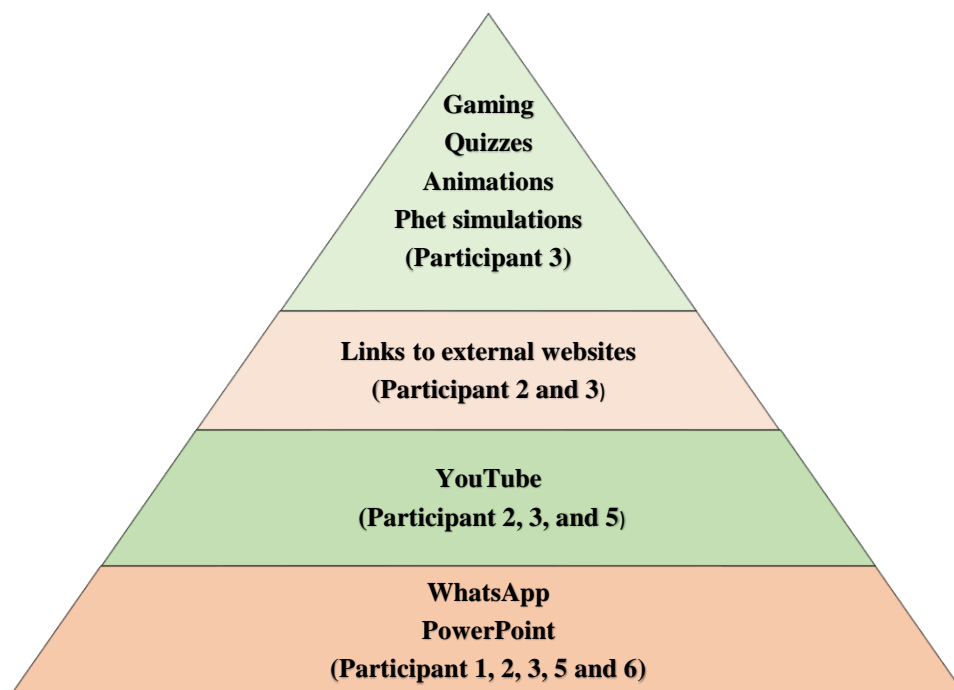 Gaming
Quizzes
Animations
Phet simulations
(Participant 3)
Links to external websites
(Participant 2 and 3)
YouTube
(Participant 2, 3, and 5)
WhatsApp
PowerPoint
(Participant 1, 2, 3, 5 and 6)